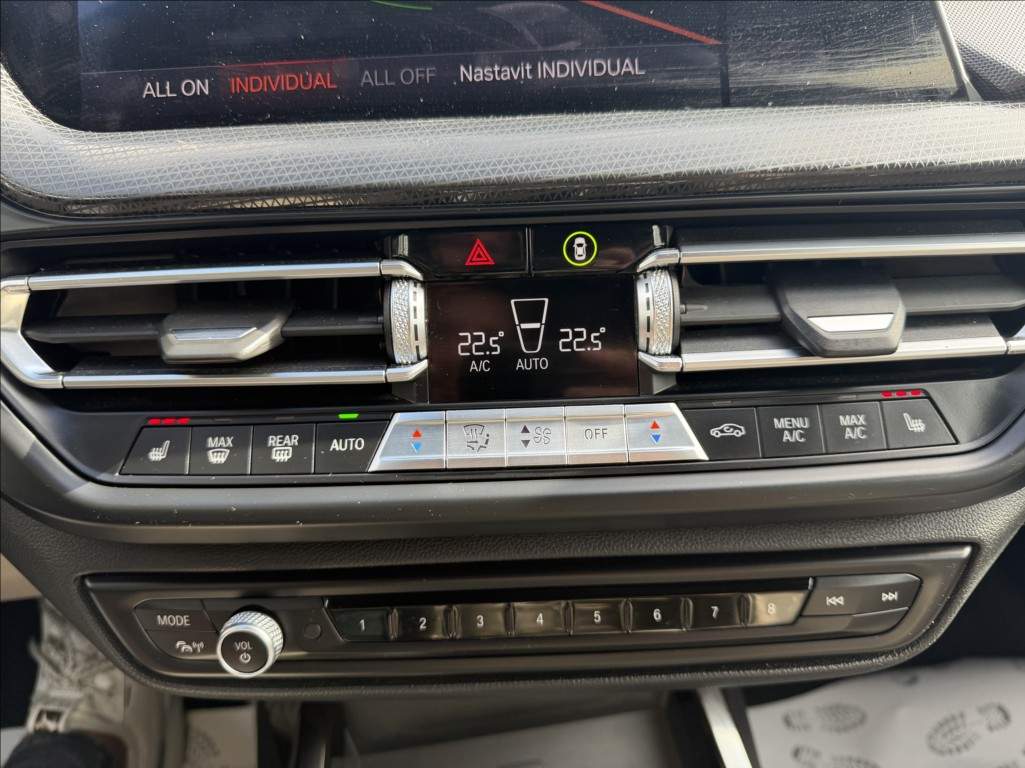 ALL ON INDIVIDUAL ALL OFF Nastavit INDIVIDUAL
22.5° 22.5°
A/C AUTO
MAX REAR AUTO OFF MENU A/C MAX A/C
MODE
VOL
1 2 3 4 5 6 7 8